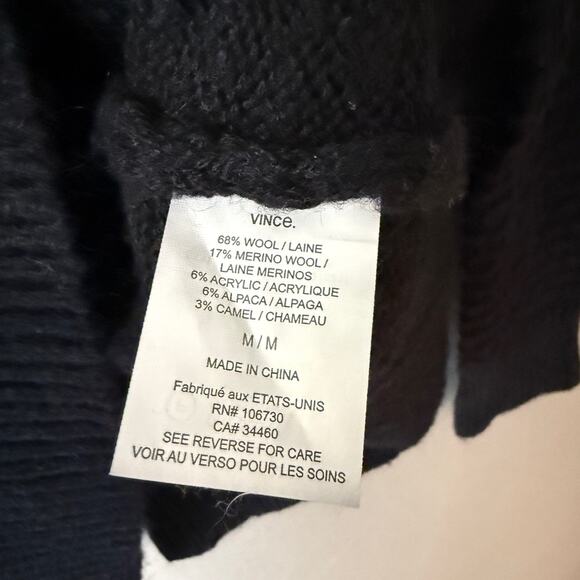 VINCe.
68% WOOL / LAINE
17% MERINO WOOL /
LAINE MERINOS
6% ACRYLIC / ACRYLIQUE
6% ALPACA / ALPAGA
3% CAMEL / CHAMEAU
M / M
MADE IN CHINA
Fabriqué aux ETATS-UNIS
RN# 106730
CA# 34460
SEE REVERSE FOR CARE
VOIR AU VERSO POUR LES SOINS